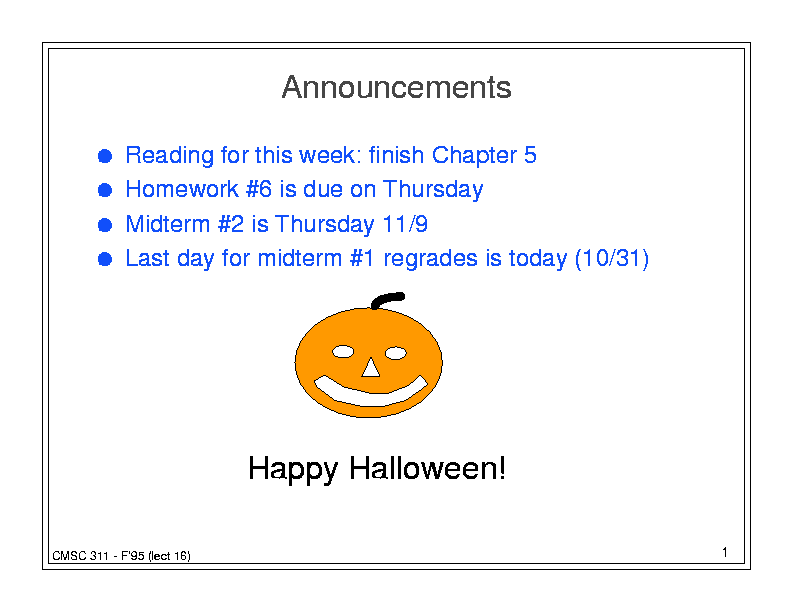 Announcements
Reading for this week: finish Chapter 5
Homework #6 is due on Thursday
Midterm #2 is Thursday 11/9
Last day for midterm #1 regrades is today (10/31)
Happy Halloween!
CMSC 311 - F'95 (lect 16)
1